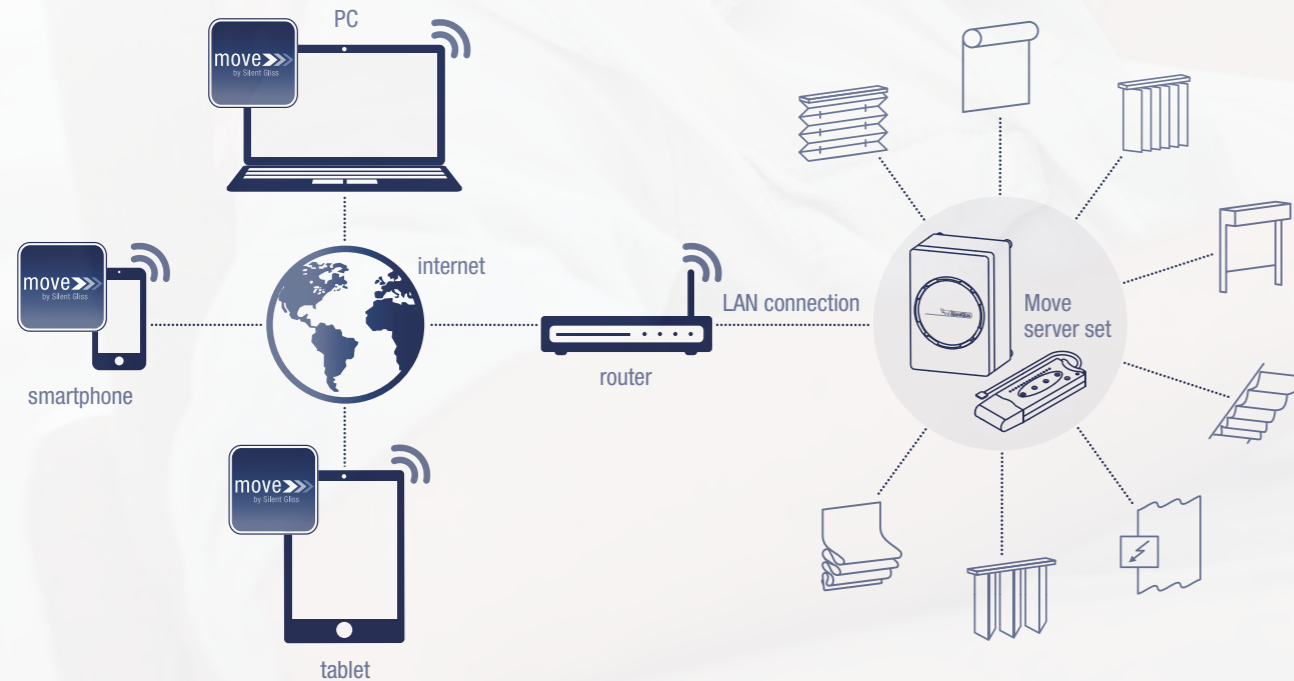 PC
move
by Silent Gliss
move
by Silent Gliss
smartphone
internet
router
LAN connection
Move
server set
move
by Silent Gliss
tablet